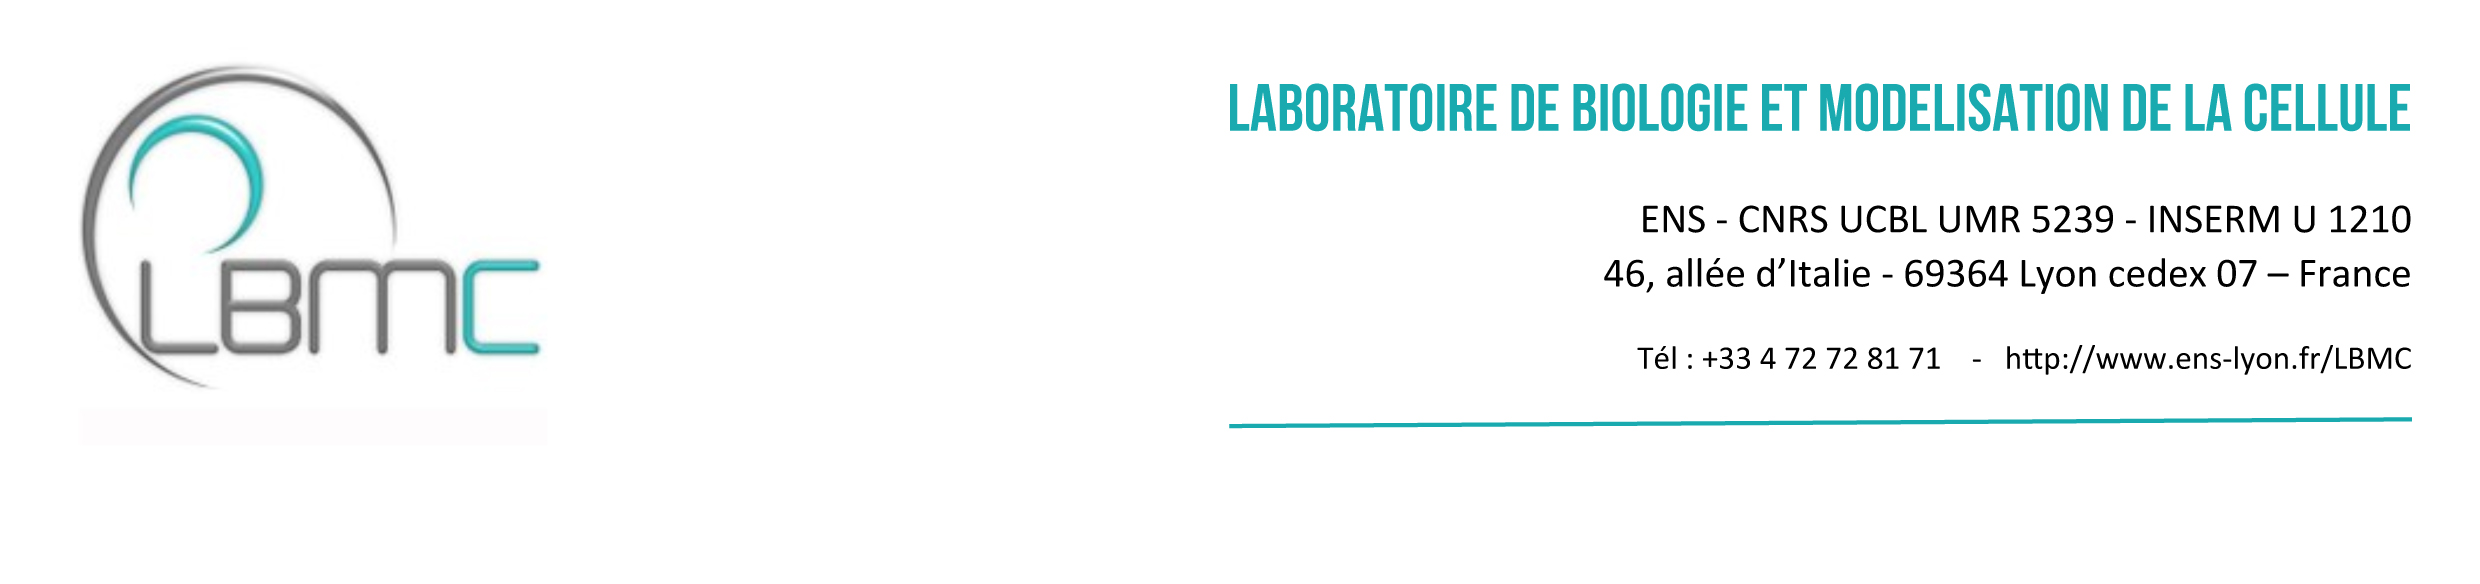 LBMC
LABORATOIRE DE BIOLOGIE ET MODELISATION DE LA CELLULE
ENS - CNRS UCBL UMR 5239 - INSERM U 1210
46, allée d’Italie - 69364 Lyon cedex 07 – France
Tél : +33 4 72 72 81 71 - http://www.ens-lyon.fr/LBMC